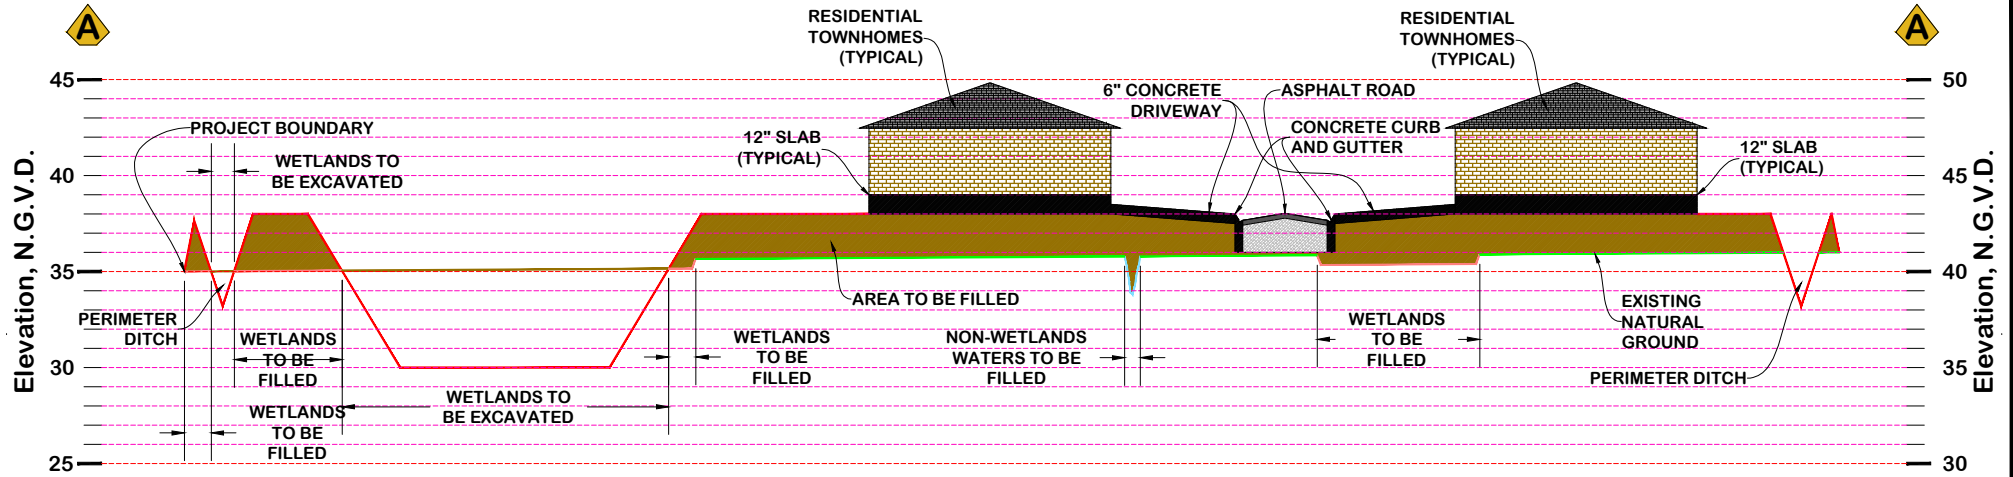 A
A
RESIDENTIAL
TOWNHOMES
(TYPICAL)
RESIDENTIAL
TOWNHOMES
(TYPICAL)
45
50
6" CONCRETE
DRIVEWAY
ASPHALT ROAD
PROJECT BOUNDARY
12" SLAB
(TYPICAL)
CONCRETE CURB
AND GUTTER
12" SLAB
(TYPICAL)
WETLANDS TO
BE EXCAVATED
40
45
Elevation, N.G.V.D.
Elevation, N.G.V.D.
35
40
AREA TO BE FILLED
EXISTING
NATURAL
GROUND
PERIMETER
DITCH
WETLANDS
TO BE
FILLED
WETLANDS
TO BE
FILLED
NON-WETLANDS
WATERS TO BE
FILLED
WETLANDS
TO BE
FILLED
30
35
PERIMETER DITCH
WETLANDS TO
BE EXCAVATED
WETLANDS
TO BE
FILLED
25
30